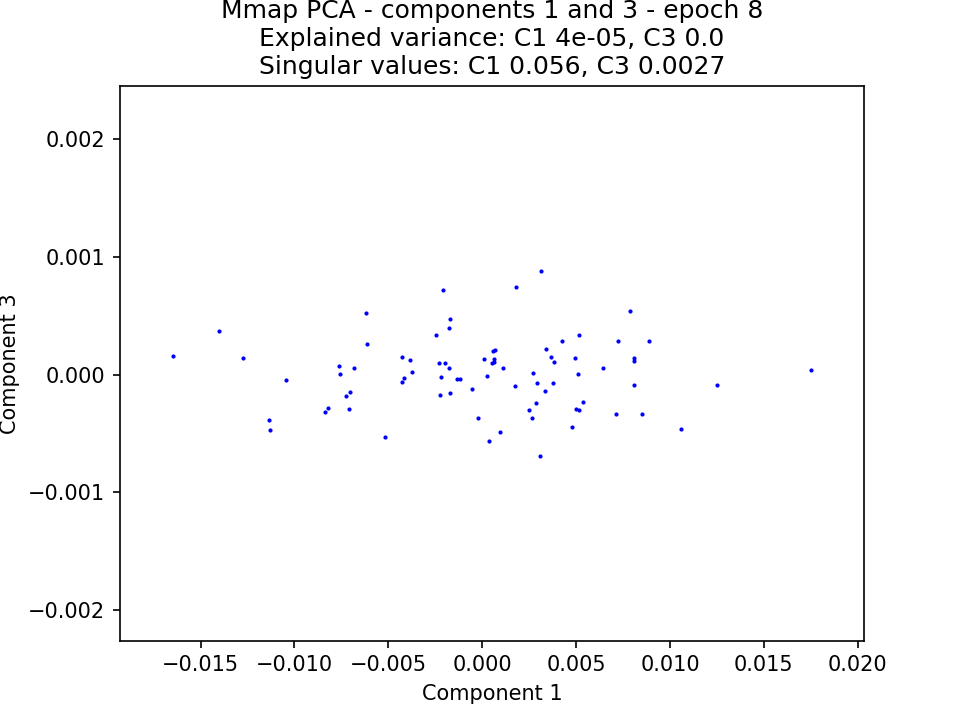 Mmap PCA - components 1 and 3 - epoch 8
Explained variance: C1 4e-05, C3 0.0
Singular values: C1 0.056, C3 0.0027
Component 3
0.002
0.001
0.000
−0.001
−0.002
−0.015 −0.010 −0.005 0.000 0.005 0.010 0.015 0.020
Component 1